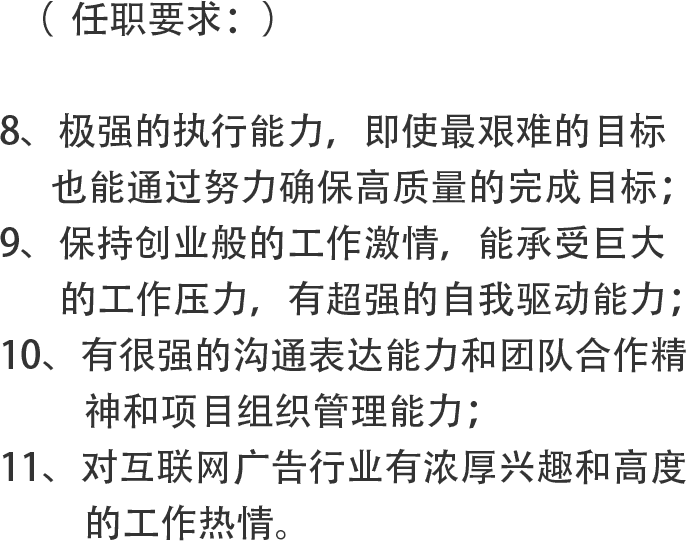 （ 任职要求：）
8、极强的执行能力，即使最艰难的目标
也能通过努力确保高质量的完成目标；
9、保持创业般的工作激情，能承受巨大
的工作压力，有超强的自我驱动能力；
10、有很强的沟通表达能力和团队合作精
神和项目组织管理能力；
11、对互联网广告行业有浓厚兴趣和高度
的工作热情。